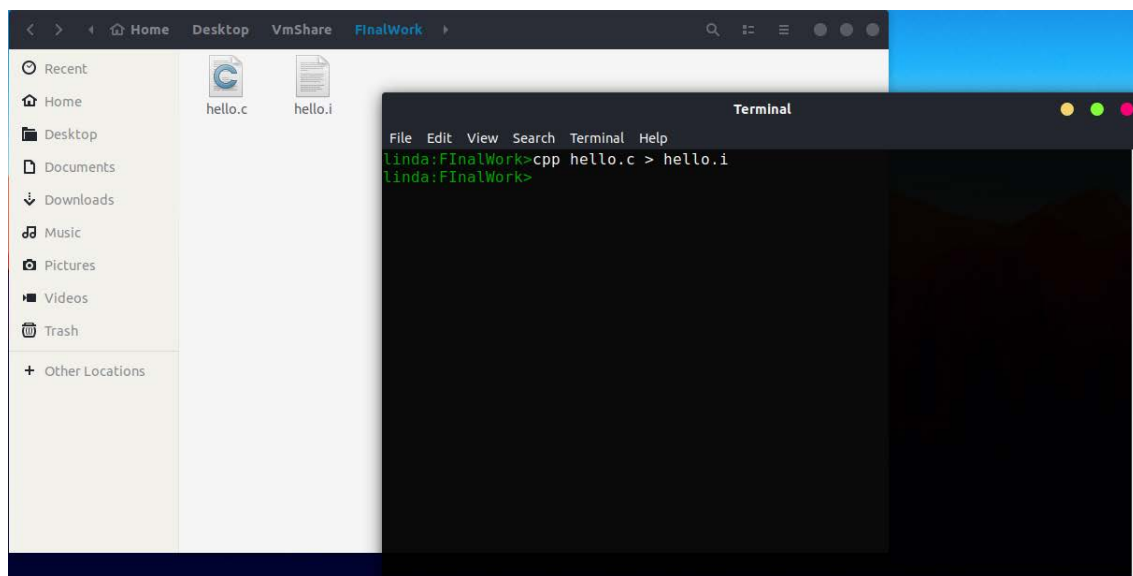 Home Desktop VmShare FInalWork
Recent
Home
Desktop
Documents
Downloads
Music
Pictures
Videos
Trash
+ Other Locations
hello.c hello.i
Terminal
File Edit View Search Terminal Help
linda:FInalWork>cpp hello.c > hello.i
linda:FInalWork>